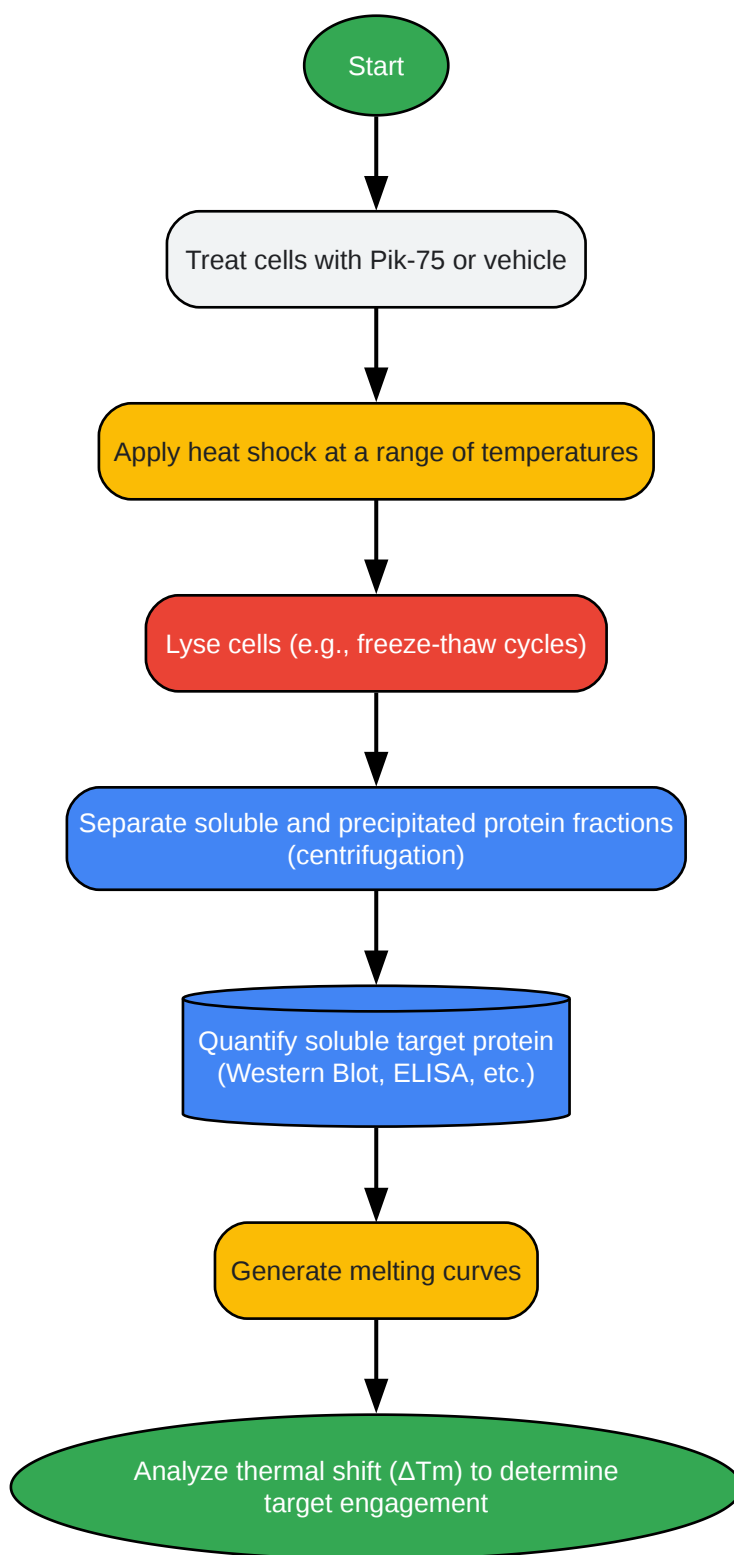 Start
Treat cells with Pik-75 or vehicle
Apply heat shock at a range of temperatures
Lyse cells (e.g., freeze-thaw cycles)
Separate soluble and precipitated protein fractions
(centrifugation)
Quantify soluble target protein
(Western Blot, ELISA, etc.)
Generate melting curves
Analyze thermal shift (ΔTm) to determine
target engagement